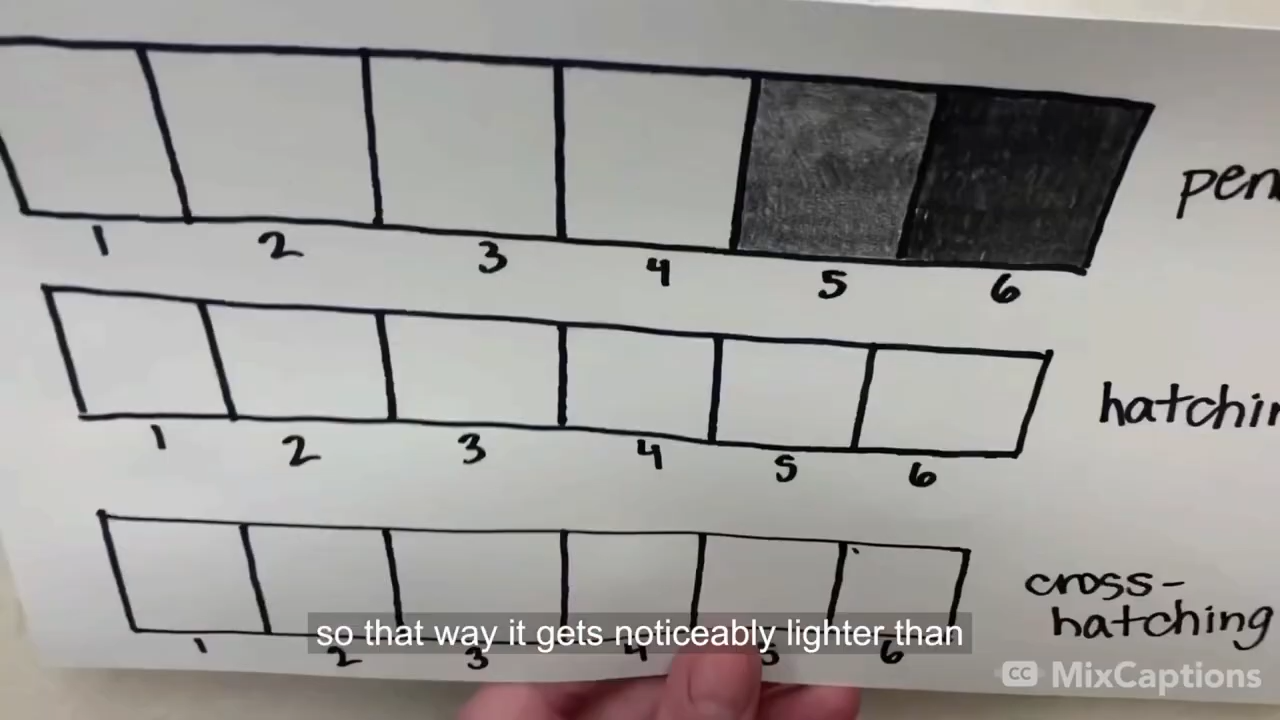 pen
1 2 3 4 5 6
hatchin
1 2 3 4 5 6
cross-
hatching
1 2 3 4 5 6
so that way it gets noticeably lighter than
CC MixCaptions